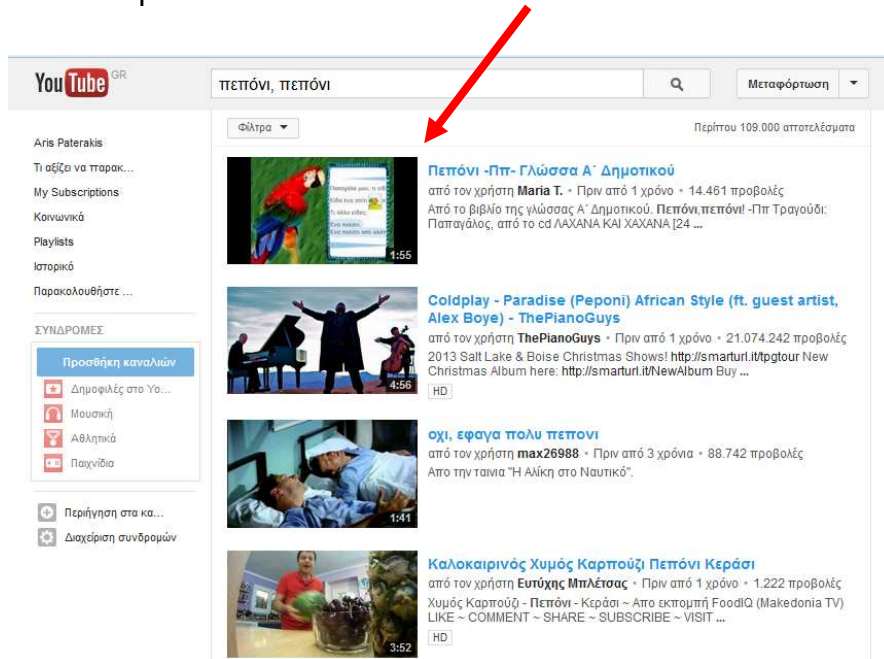 YouTube GR
πεπόνι, πεπόνι
Μεταφόρτωση
Φίλτρα
Περίπου 109.000 αποτελέσματα
Aris Paterakis
Τι αξίζει να παρακ...
My Subscriptions
Κοινωνικά
Playlists
Ιστορικό
Παρακολουθήστε ...
ΣΥΝΔΡΟΜΕΣ
Προσθήκη καναλιών
Δημοφιλές στο Yo...
Μουσική
Αθλητικά
Παιχνίδια
Περιήγηση στα κα...
Διαχείριση συνδρομών
1:55
Πεπόνι -Ππ- Γλώσσα Α΄ Δημοτικού
από τον χρήστη Maria T. • Πριν από 1 χρόνο • 14.461 προβολές
Από το βιβλίο της γλώσσας Α΄ Δημοτικού. Πεπόνι,πεπόνι! -Ππ Τραγούδι:
Παπαγάλος, από το cd ΛΑΧΑΝΑ ΚΑΙ ΧΑΧΑΝΑ [24 ...
4:56
Coldplay - Paradise (Peponi) African Style (ft. guest artist,
Alex Boye) - ThePianoGuys
από τον χρήστη ThePianoGuys • Πριν από 1 χρόνο • 21.074.242 προβολές
2013 Salt Lake & Boise Christmas Shows! http://smarturl.it/tpgtour New
Christmas Album here: http://smarturl.it/NewAlbum Buy ...
HD
1:41
οχι, εφαγα πολυ πεπονι
από τον χρήστη max26988 • Πριν από 3 χρόνια • 88.742 προβολές
Απο την ταινια "Η Αλίκη στο Ναυτικό".
3:52
Καλοκαιρινός Χυμός Καρπούζι Πεπόνι Κεράσι
από τον χρήστη Ευτύχης Μπλέτσας • Πριν από 1 χρόνο • 1.222 προβολές
Χυμός Καρπούζι - Πεπόνι - Κεράσι ~ Απο εκπομπή FoodIQ (Makedonia TV)
LIKE ~ COMMENT ~ SHARE ~ SUBSCRIBE ~ VISIT ...
HD